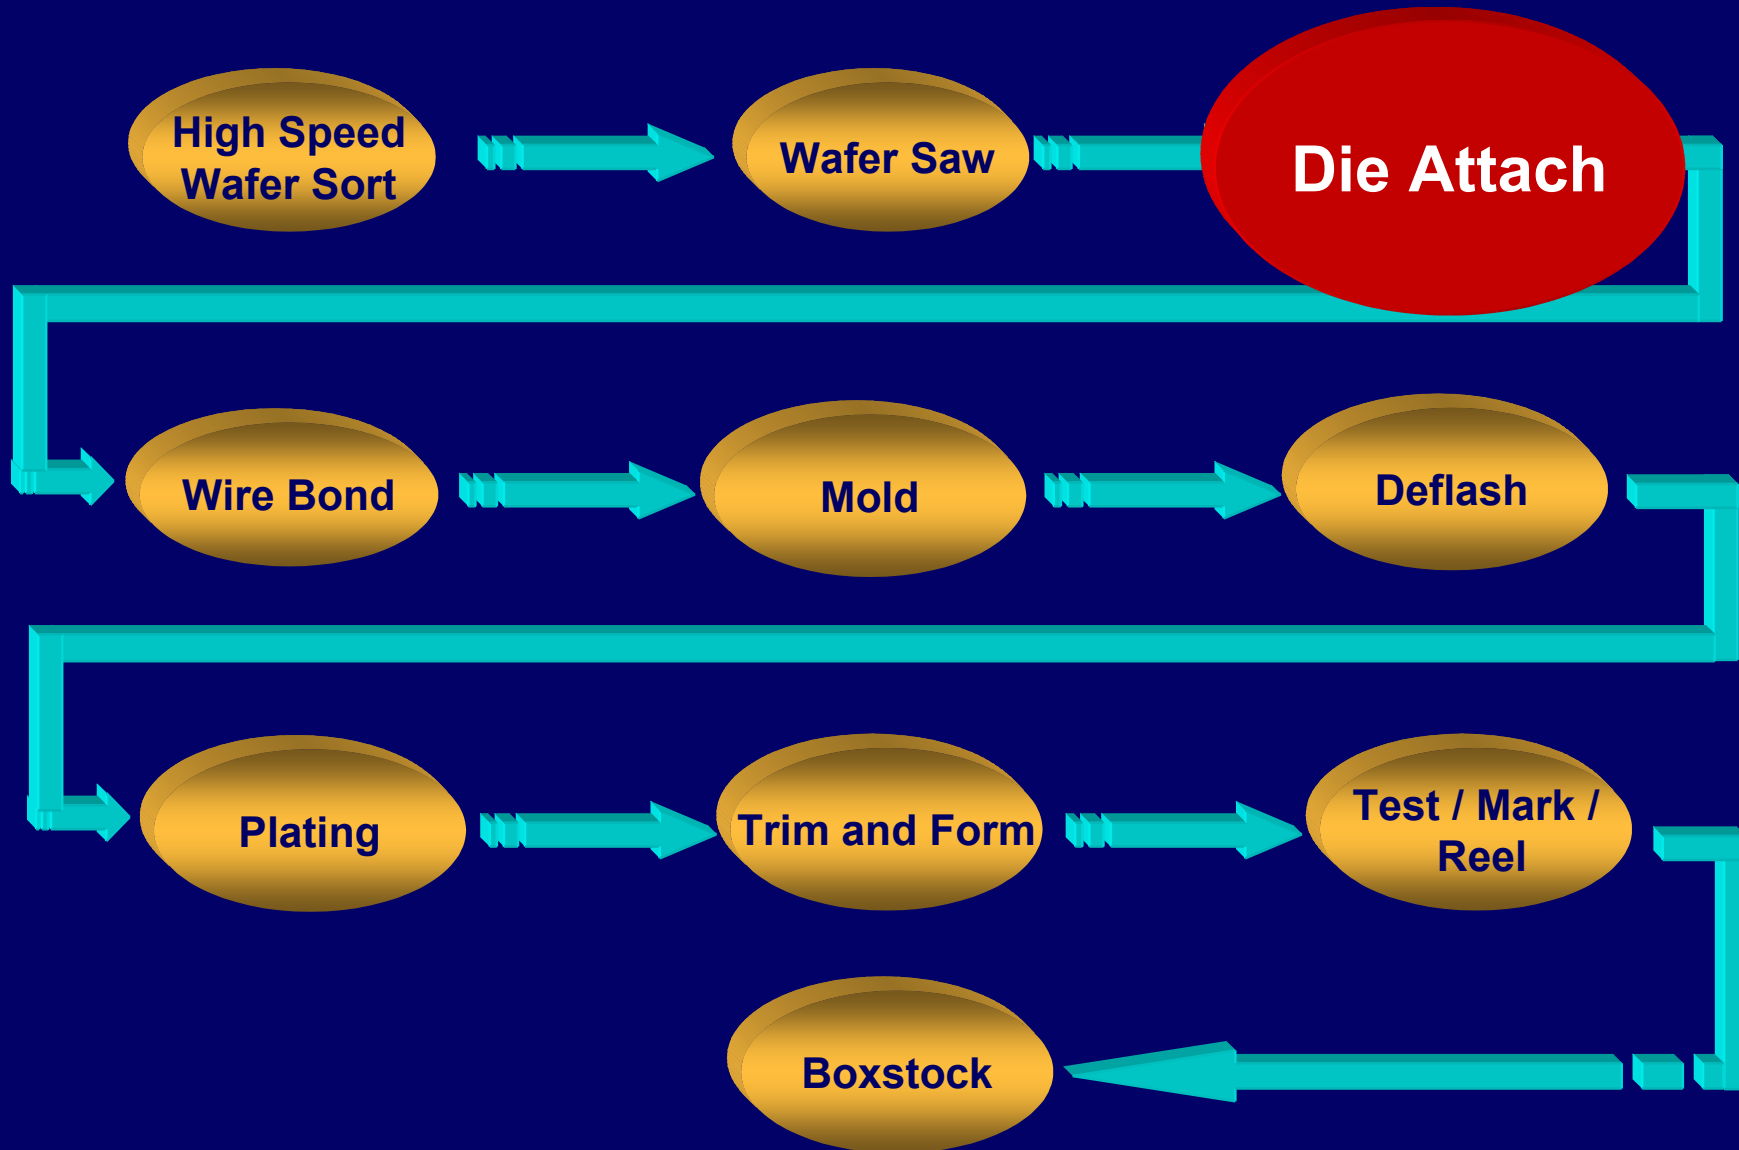 High Speed
Wafer Sort
Wafer Saw
Die Attach
Wire Bond
Mold
Deflash
Plating
Trim and Form
Test / Mark /
Reel
Boxstock